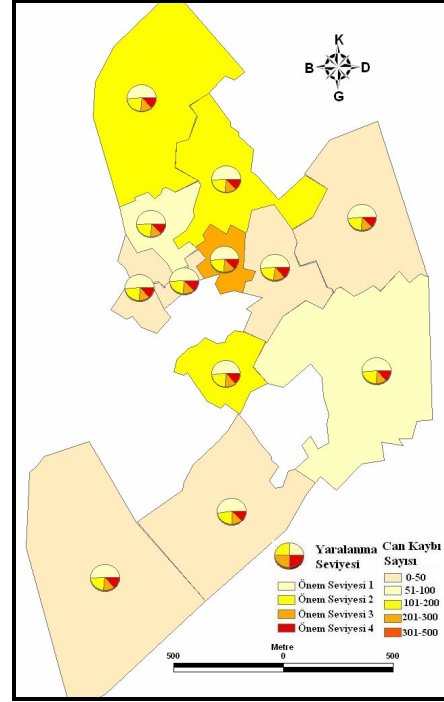 K
B D
G
Yaralanma Seviyesi
Önem Seviyesi 1
Önem Seviyesi 2
Önem Seviyesi 3
Önem Seviyesi 4
Can Kaybı Sayısı
0-50
51-100
101-200
201-300
301-500
Metre
500 0 500